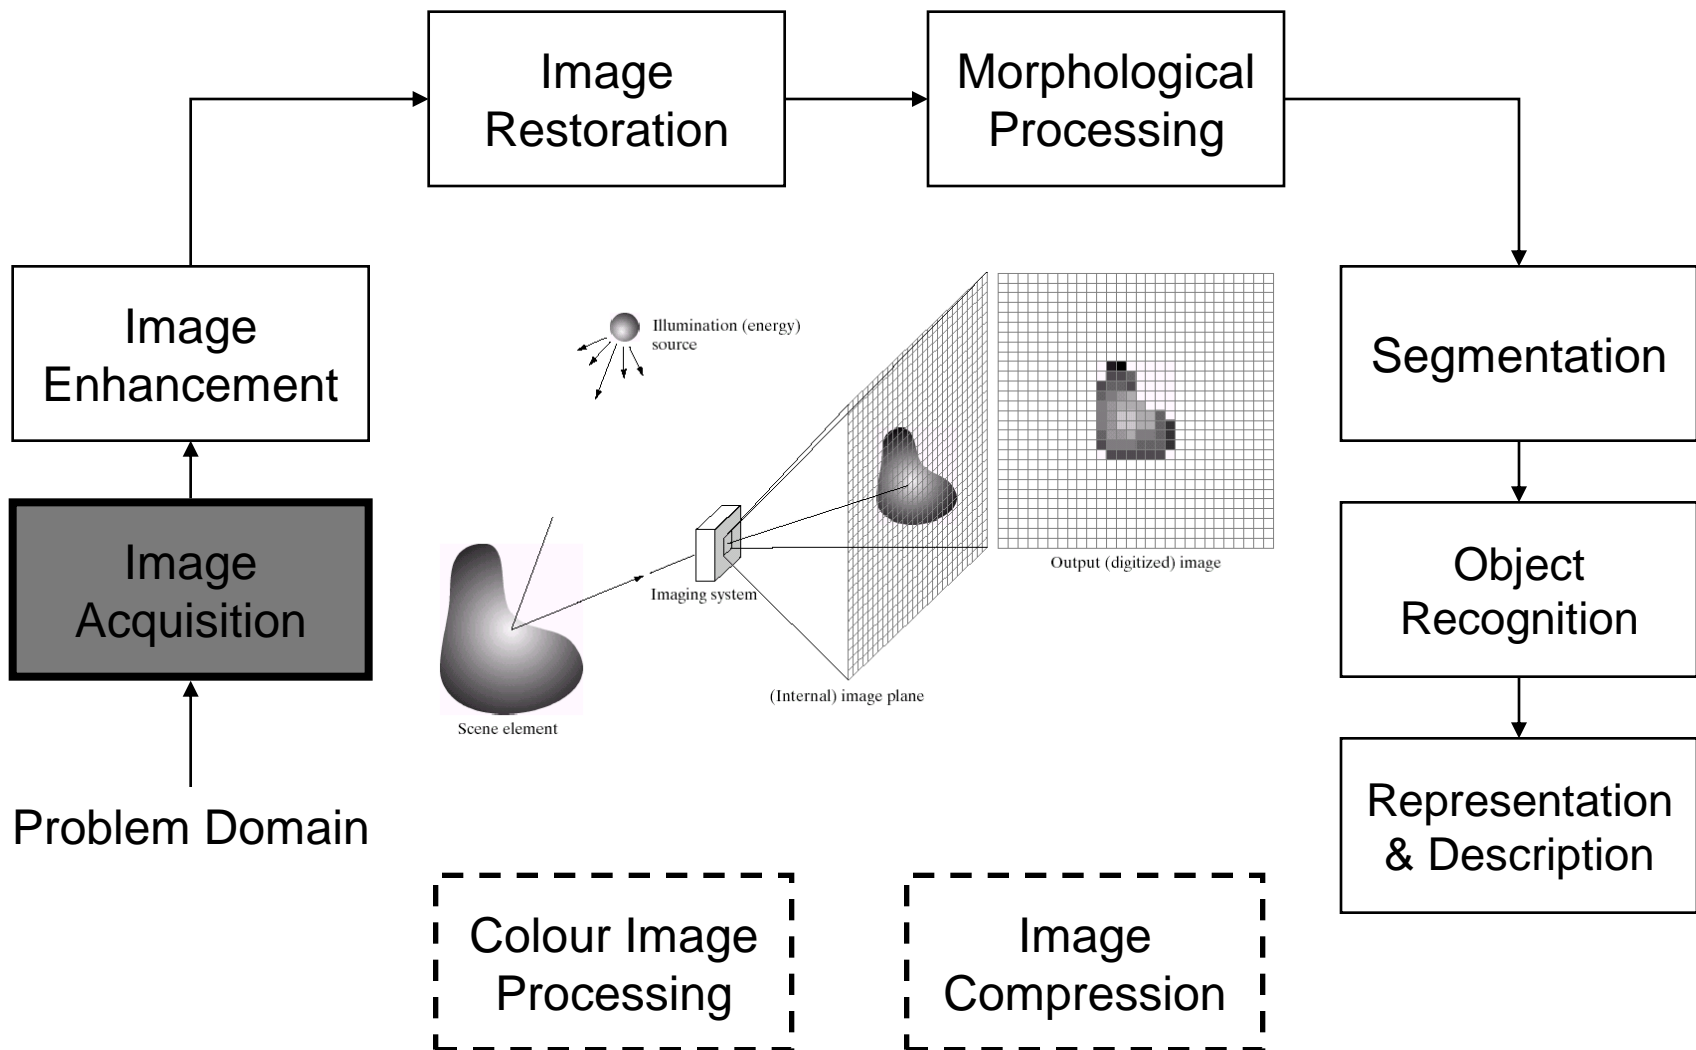 Image
Restoration
Morphological
Processing
Image
Enhancement
Illumination (energy)
source
Segmentation
Image
Acquisition
Imaging system
Output (digitized) image
Object
Recognition
(Internal) image plane
Scene element
Problem Domain
Representation
& Description
Colour Image
Processing
Image
Compression